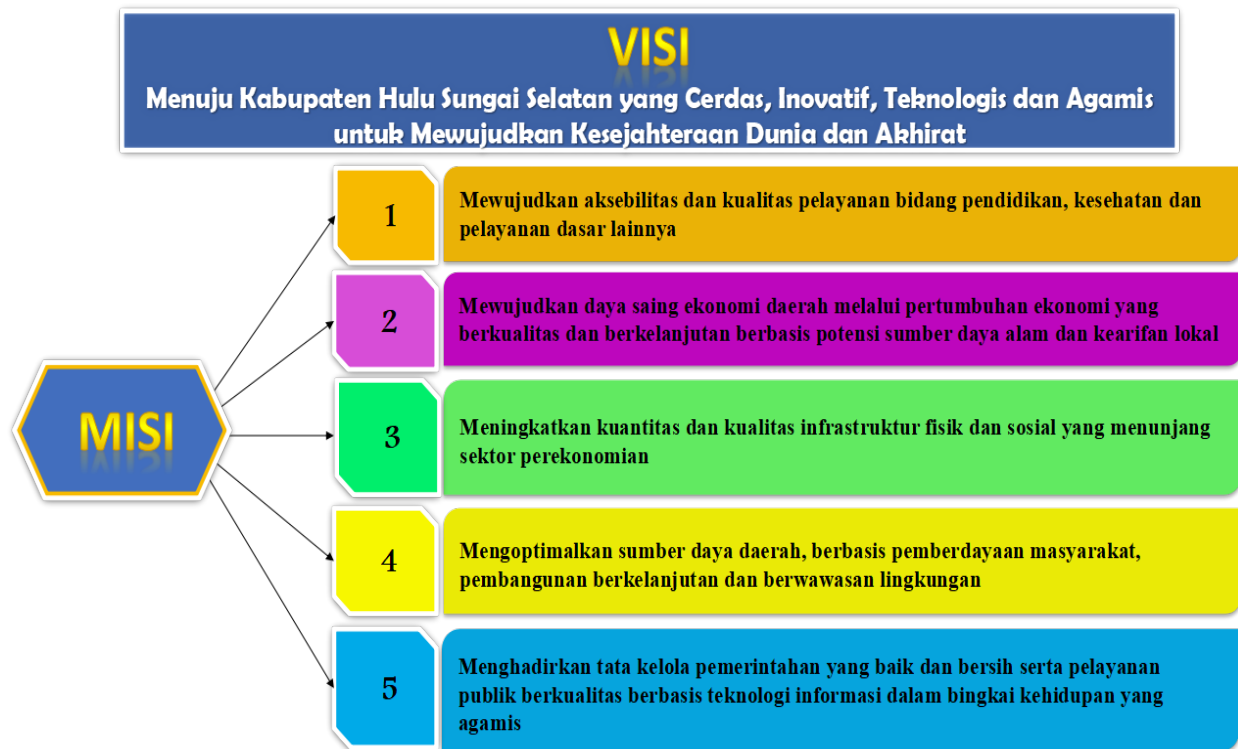 VISI
Menuju Kabupaten Hulu Sungai Selatan yang Cerdas, Inovatif, Teknologis dan Agamis
untuk Mewujudkan Kesejahteraan Dunia dan Akhirat
MISI
1
Mewujudkan aksebilitas dan kualitas pelayanan bidang pendidikan, kesehatan dan
pelayanan dasar lainnya
2
Mewujudkan daya saing ekonomi daerah melalui pertumbuhan ekonomi yang
berkualitas dan berkelanjutan berbasis potensi sumber daya alam dan kearifan lokal
3
Meningkatkan kuantitas dan kualitas infrastruktur fisik dan sosial yang menunjang
sektor perekonomian
4
Mengoptimalkan sumber daya daerah, berbasis pemberdayaan masyarakat,
pembangunan berkelanjutan dan berwawasan lingkungan
5
Menghadirkan tata kelola pemerintahan yang baik dan bersih serta pelayanan
publik berkualitas berbasis teknologi informasi dalam bingkai kehidupan yang
agamis